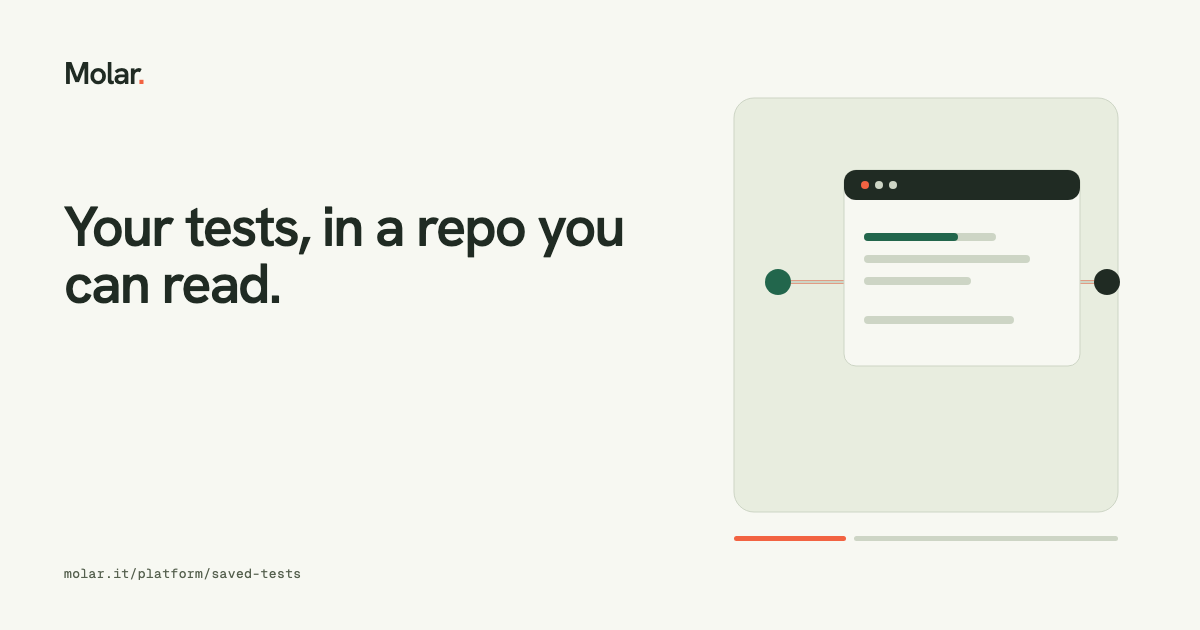 Molar.
Your tests, in a repo you
can read.
molar.it/platform/saved-tests